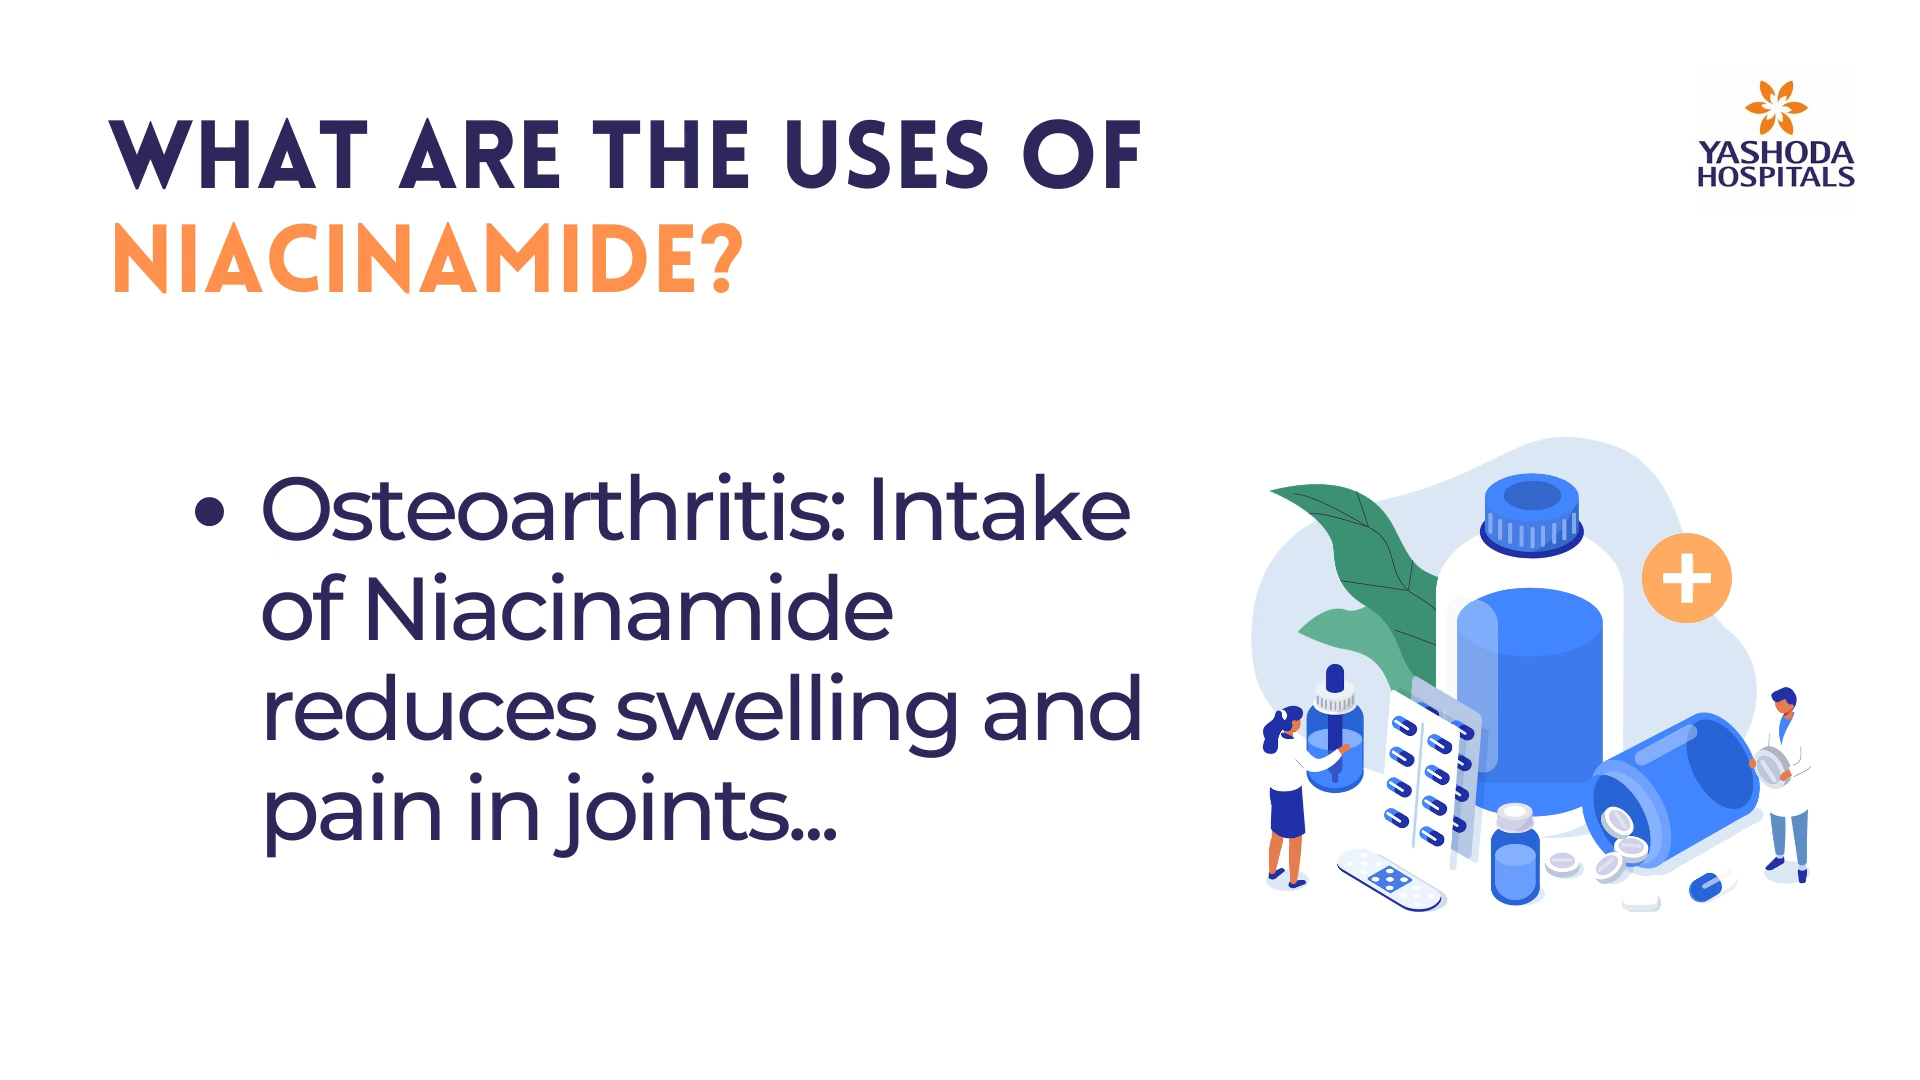 WHAT ARE THE USES OF
NIACINAMIDE?
YASHODA
HOSPITALS
• Osteoarthritis: Intake
of Niacinamide
reduces swelling and
pain in joints...